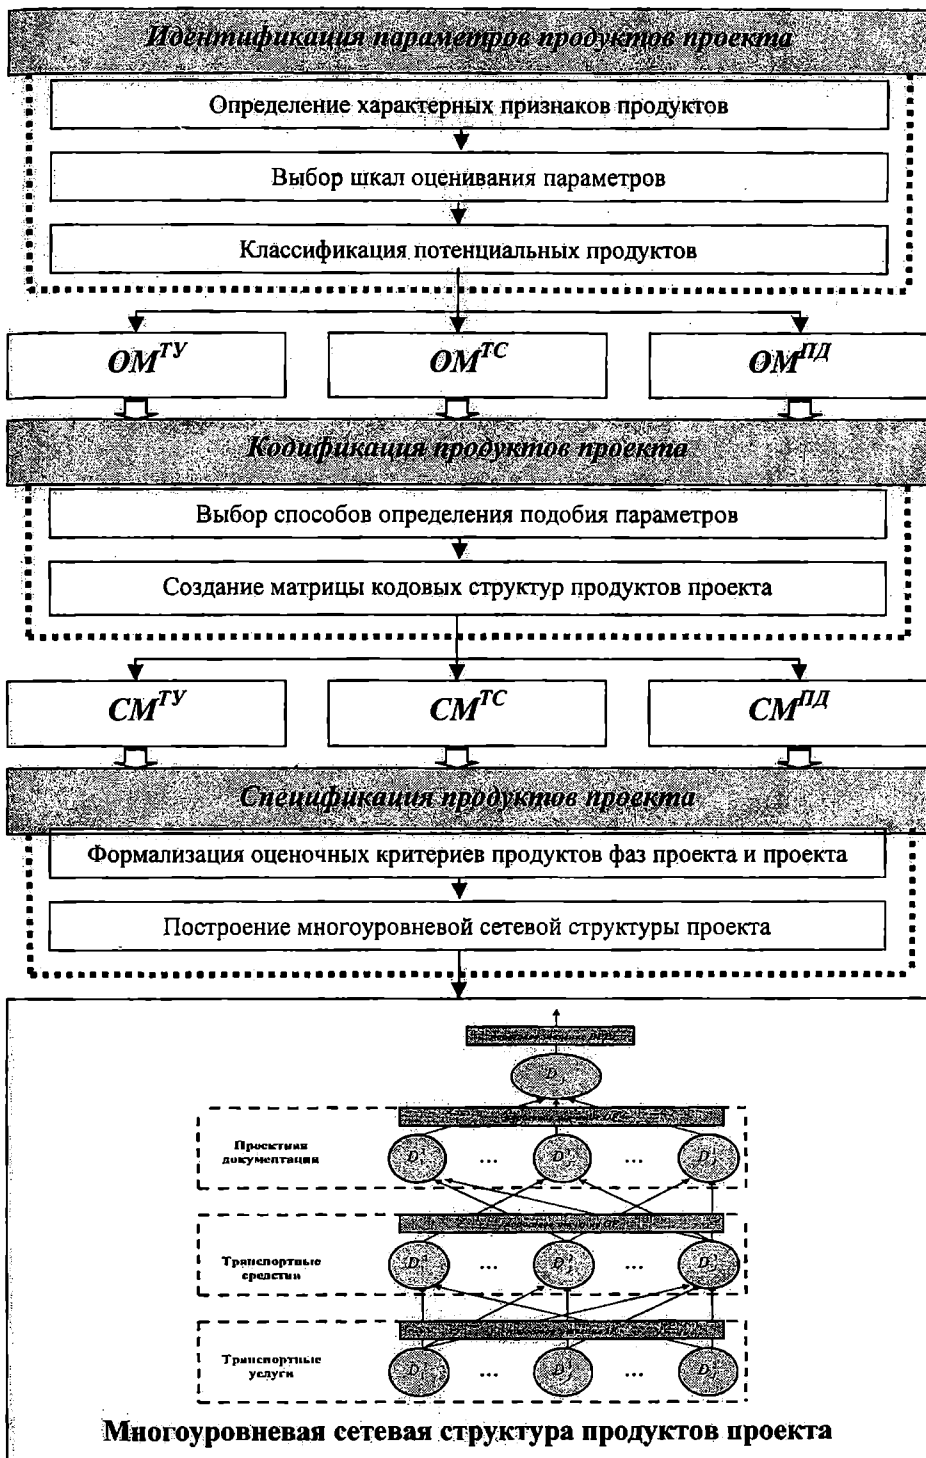 Идентификация параметров продуктов проекта
Определение характерных признаков продуктов
Выбор шкал оценивания параметров
Классификация потенциальных продуктов
ОМ^ТУ ОМ^ТС ОМ^ПД
Кодификация продуктов проекта
Выбор способов определения подобия параметров
Создание матрицы кодовых структур продуктов проекта
СМ^ТУ СМ^ТС СМ^ПД
Спецификация продуктов проекта
Формализация оценочных критериев продуктов фаз проекта и проекта
Построение многоуровневой сетевой структуры проекта
Проектная
документация
... ...
Транспортные
средства
... ...
Транспортные
услуги
... ...
Многоуровневая сетевая структура продуктов проекта